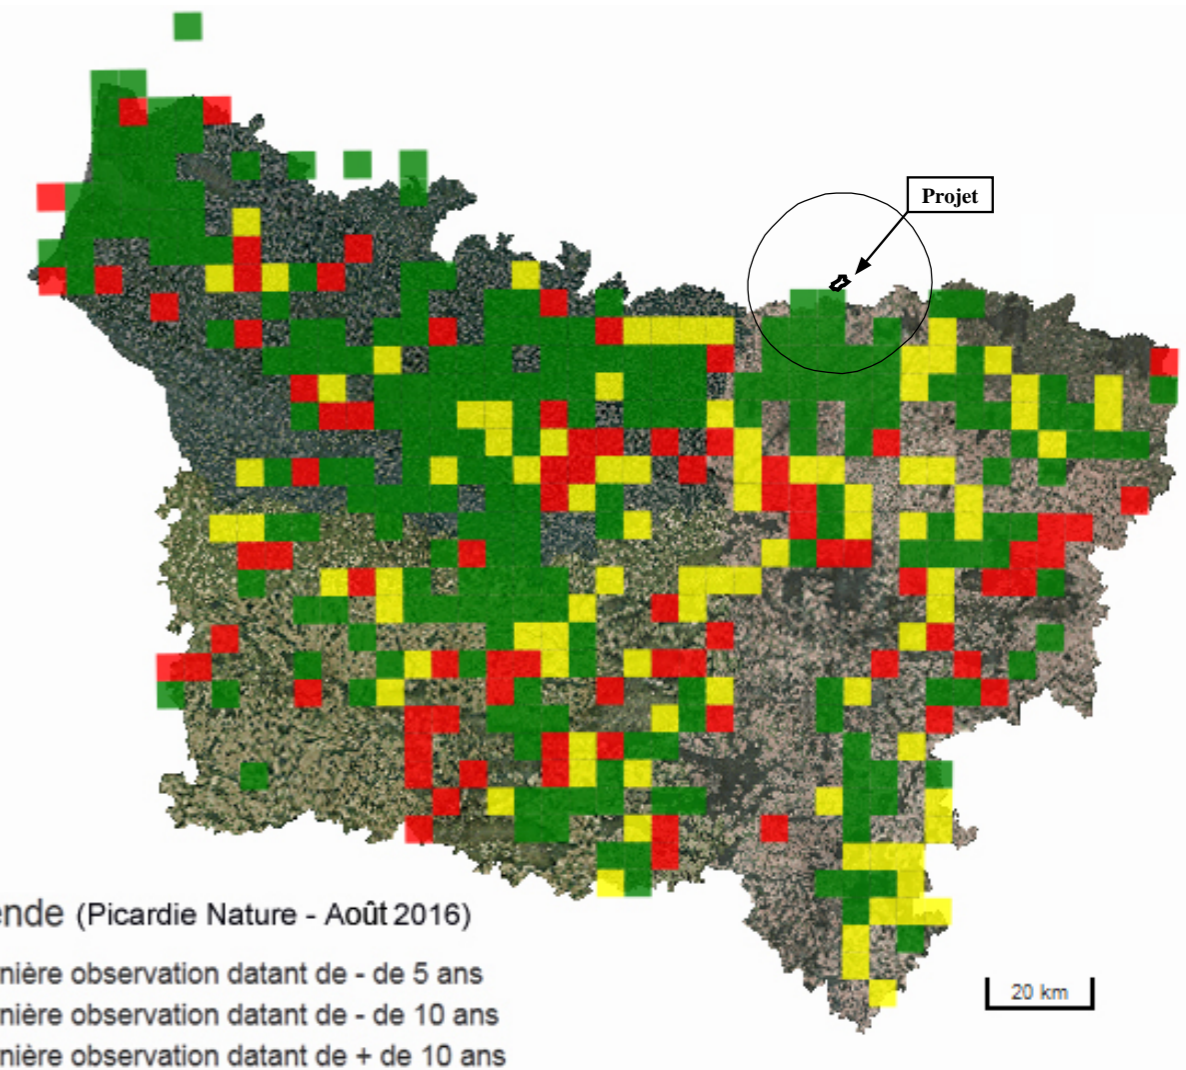 Projet
ende (Picardie Nature - Août 2016)
nière observation datant de - de 5 ans
nière observation datant de - de 10 ans
nière observation datant de + de 10 ans
20 km